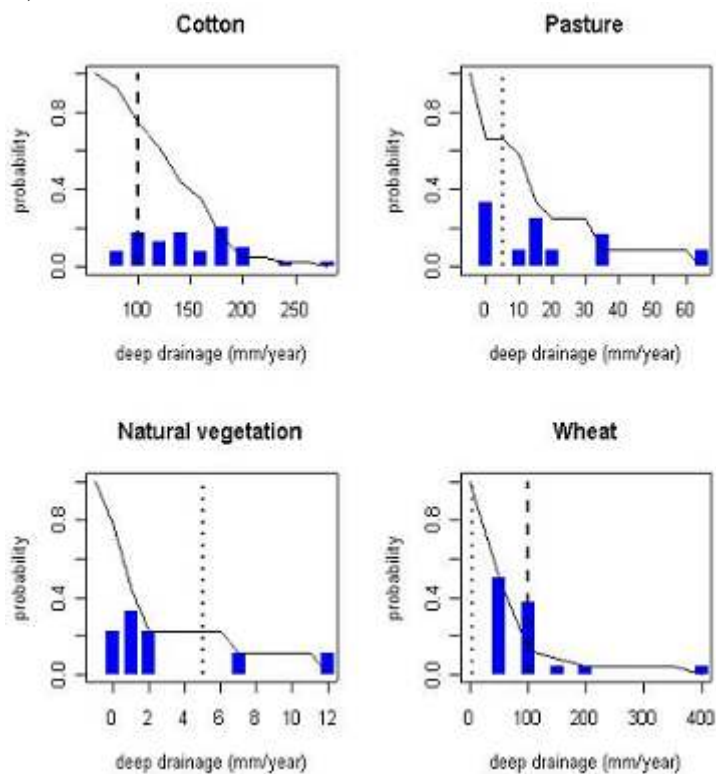 Cotton
probability
0.0 0.4 0.8
100 150 200 250
deep drainage (mm/year)
Pasture
probability
0.0 0.4 0.8
0 10 20 30 40 50 60
deep drainage (mm/year)
Natural vegetation
probability
0.0 0.4 0.8
0 2 4 6 8 10 12
deep drainage (mm/year)
Wheat
probability
0.0 0.4 0.8
0 100 200 300 400
deep drainage (mm/year)